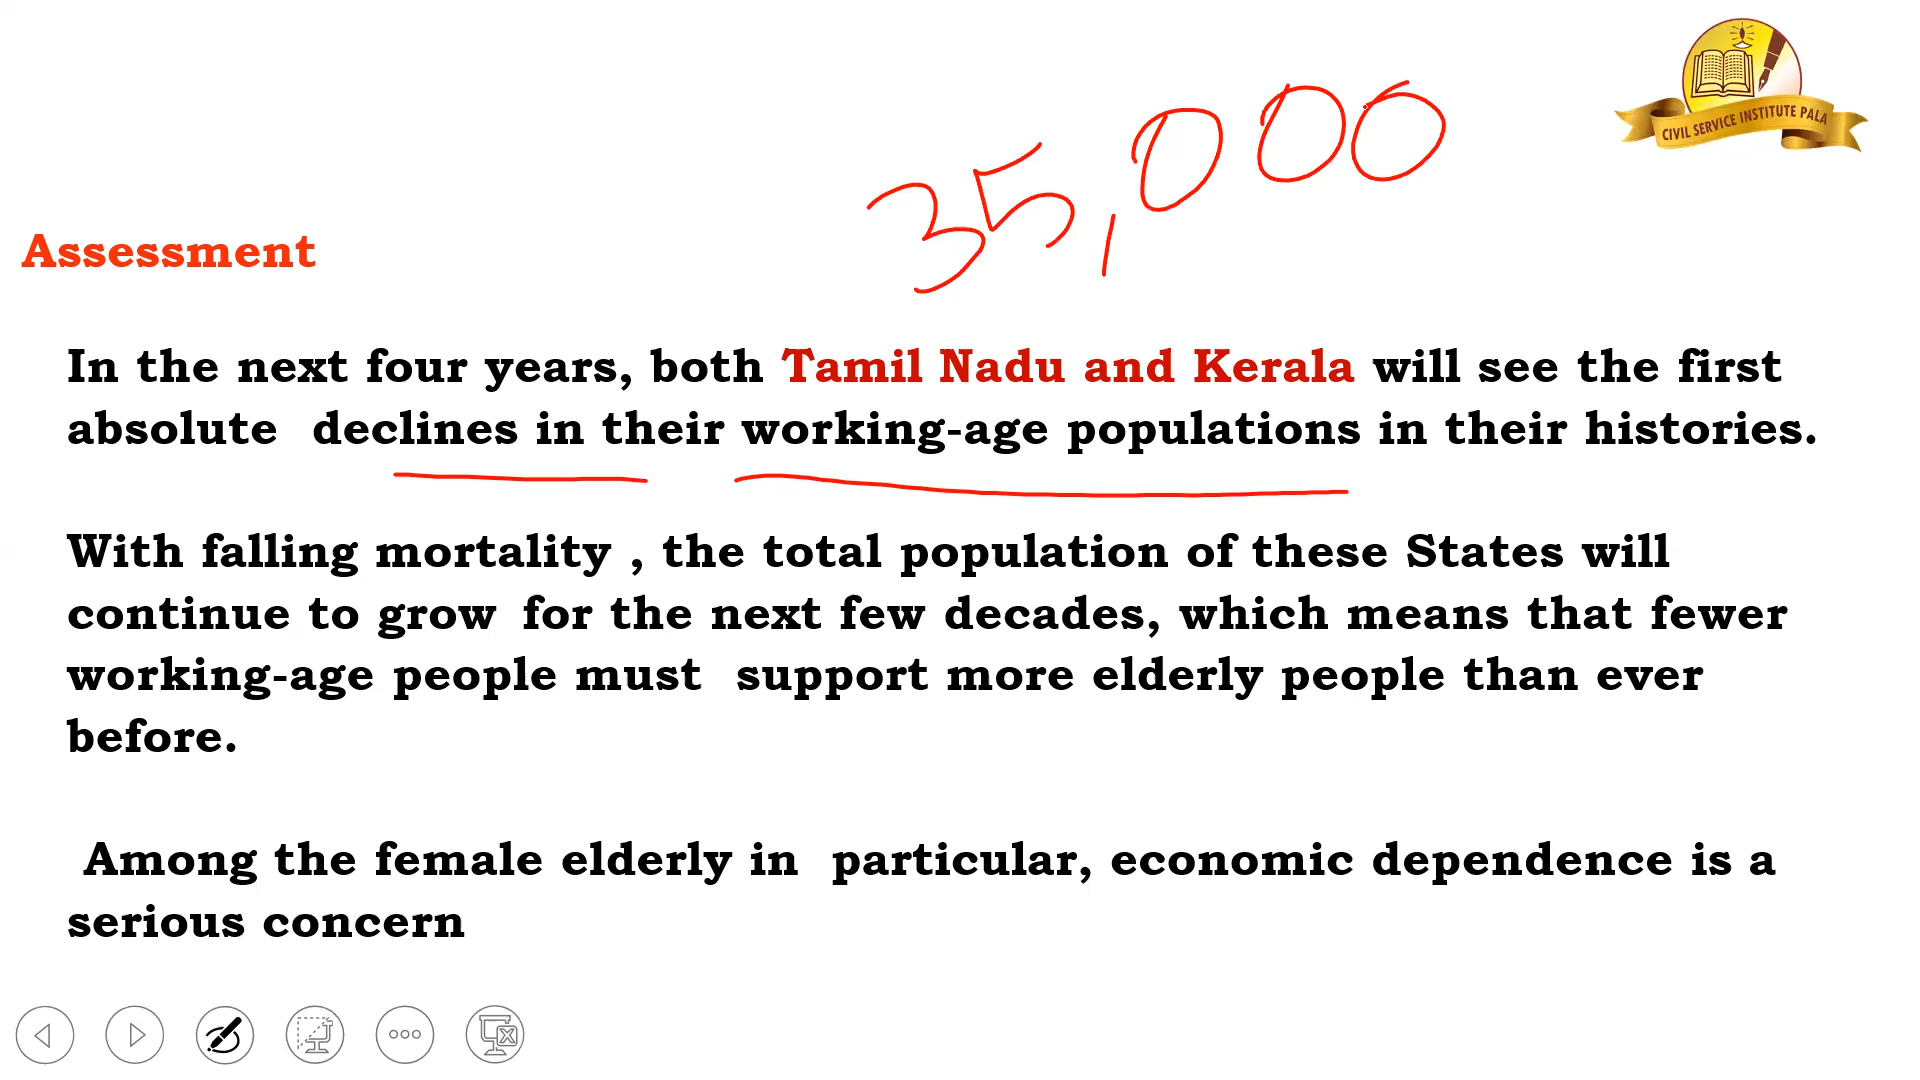 35,000
CIVIL SERVICE INSTITUTE PALA
Assessment
In the next four years, both Tamil Nadu and Kerala will see the first
absolute declines in their working-age populations in their histories.
With falling mortality , the total population of these States will
continue to grow for the next few decades, which means that fewer
working-age people must support more elderly people than ever
before.
Among the female elderly in particular, economic dependence is a
serious concern